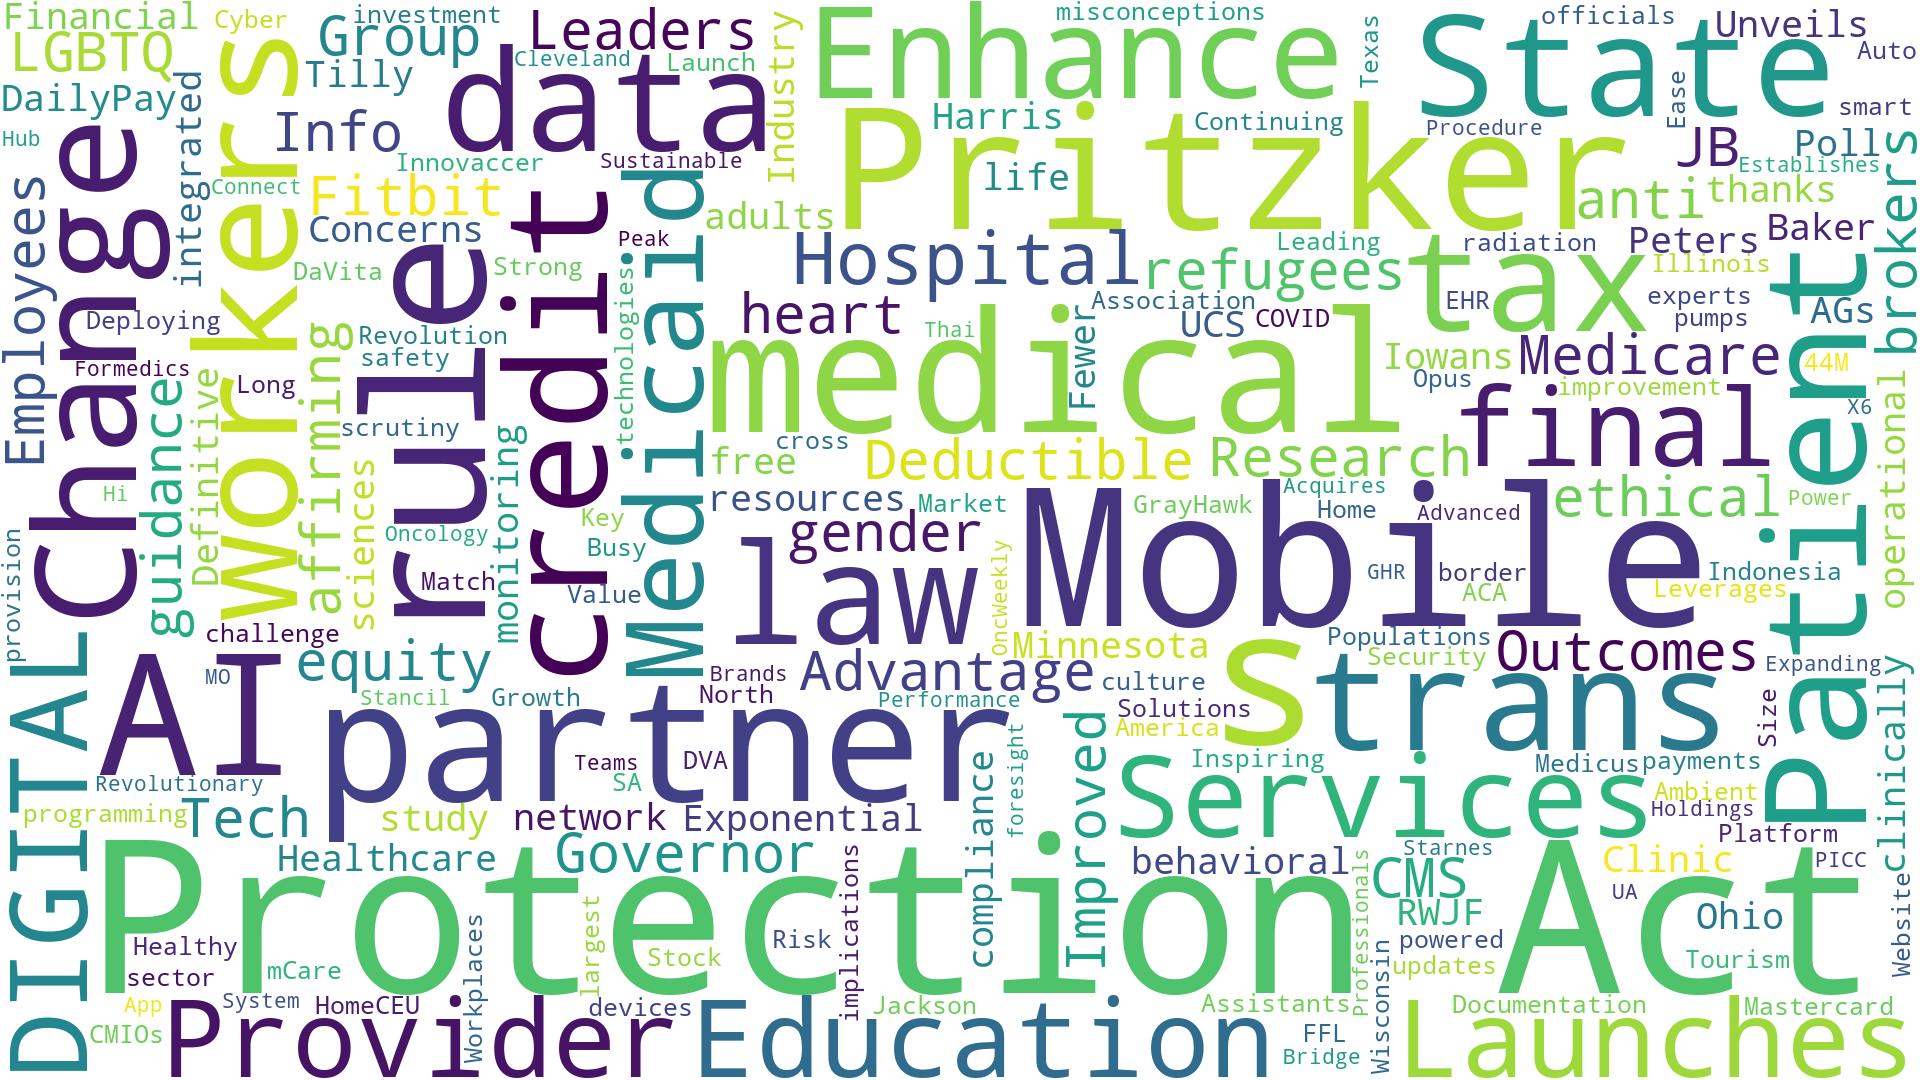 Financial
Cyber
investment
Leaders
Enhance
misconceptions
Texas
State
officials
Unveils
LGBTQ
Group
Tilly
data
Cleveland
Launch
Industry
Auto
DailyPay
integrated
workers
Info
Harris
Pritzker
Continuing
Procedure
Ease
smart
JB
Poll
Hub
Change
Connect
Innovaccer
Sustainable
life
Establishes
brokers
Employees
Fitbit
credit
Medicaid
adults
anti
thanks
Concerns
rule
Peak
Hospital
refugees
Leading
radiation
Peters
Baker
DaVita
Strong
technologies
tax
Illinois
Patient
Deploying
Revolution
safety
heart
Thai
Association
UCS
COVID
EHR
experts
pumps
AGs
Formedics
Long
affirming
medical
Fewer
Iowans
Medicare
44M
guidance
Definitive
scrutiny
Opus
improvement
X6
operational
sciences
monitoring
cross
free
Deductible
Research
final
Hi
Oncology
Key
Busy
resources
Market
GrayHawk
Acquires
Home
Advanced
ethical
Power
provision
Match
Value
gender
law
OncWeekly
Mobile
GHR
border
ACA
Indonesia
Leverages
DIGITAL
challenge
equity
Minnesota
Populations
Security
Outcomes
Expanding
AI
MO
Stancil
Growth
Brands
North
Advantage
Performance
culture
Solutions
America
s
trans
Size
clinically
Revolutionary
partner
Teams
SA
DVA
compliance
foresight
Improved
Services
Inspiring
Medicus
payments
Ambient
Holdings
programming
Tech
study
network
Exponential
Platform
Healthcare
Governor
behavioral
Starnes
CMS
Clinic
PICC
Protection
Act
UA
RWJF
Ohio
Website
Healthy
sector
mCare
Workplaces
largest
Stock
Risk
implications
Professionals
Wisconsin
powered
updates
Tourism
App
System
HomeCEU
devices
Jackson
Assistants
Documentation
Mastercard
CMIOs
Provider
Education
FFL
Bridge
Launches